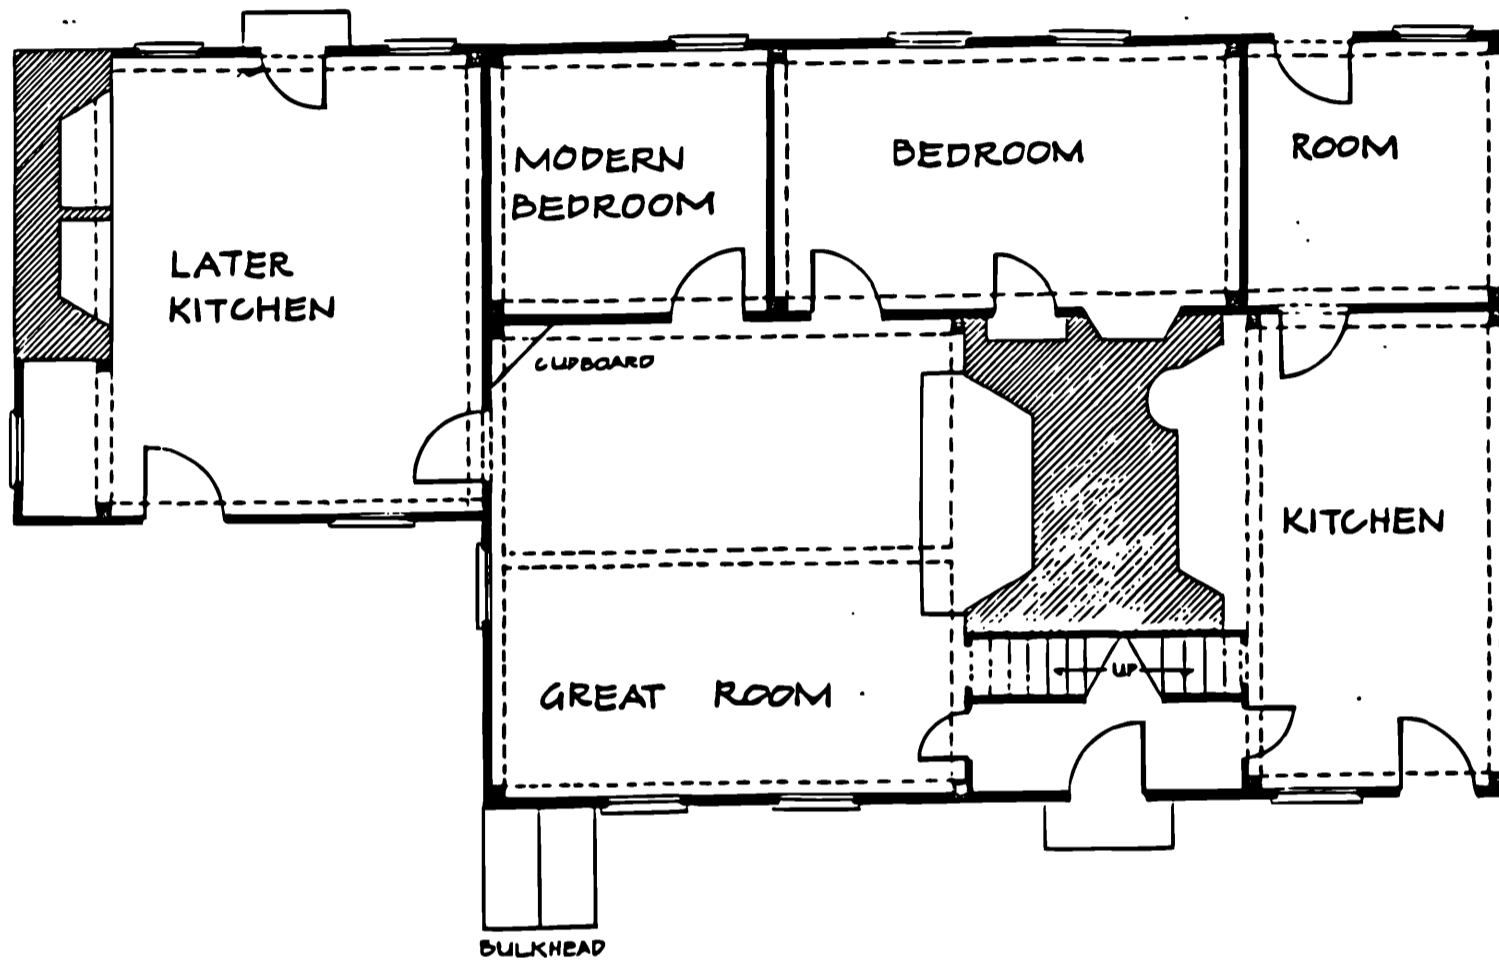 MODERN
BEDROOM
BEDROOM
ROOM
LATER
KITCHEN
CUPBOARD
KITCHEN
UP
GREAT ROOM
BULKHEAD